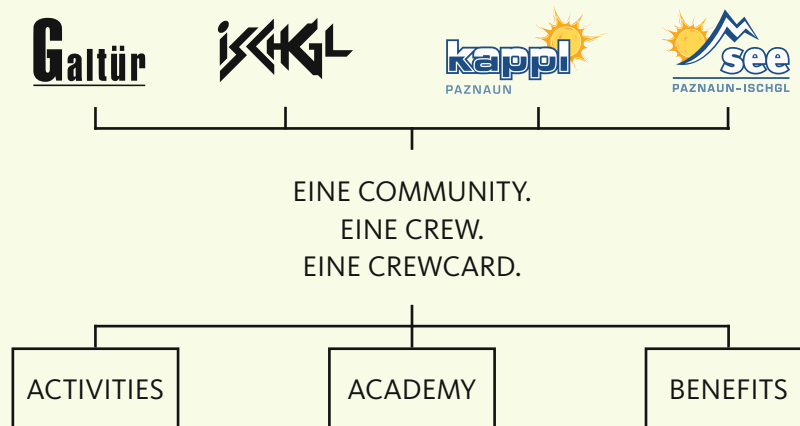 Galtür
ischgl
kappl
PAZNAUN
see
PAZNAUN-ISCHGL
EINE COMMUNITY.
EINE CREW.
EINE CREWCARD.
ACTIVITIES
ACADEMY
BENEFITS